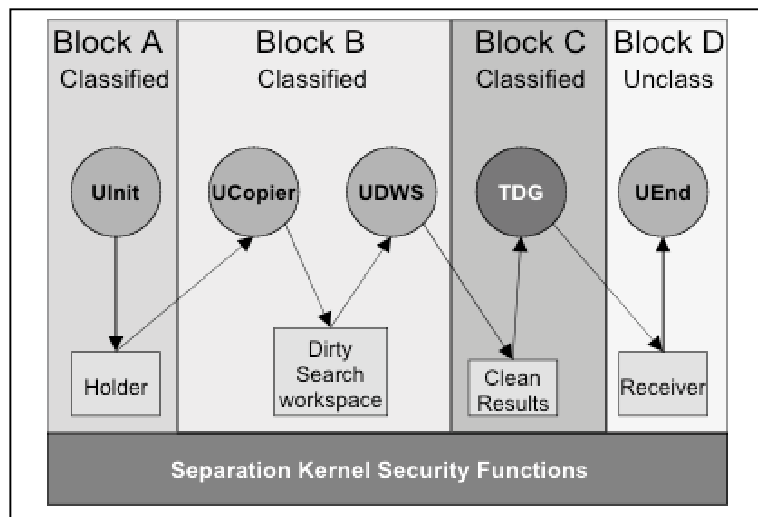 Block A
Classified
Block B
Classified
Block C
Classified
Block D
Unclass
UInit
UCopier
UDWS
TDG
UEnd
Holder
Dirty
Search
workspace
Clean
Results
Receiver
Separation Kernel Security Functions